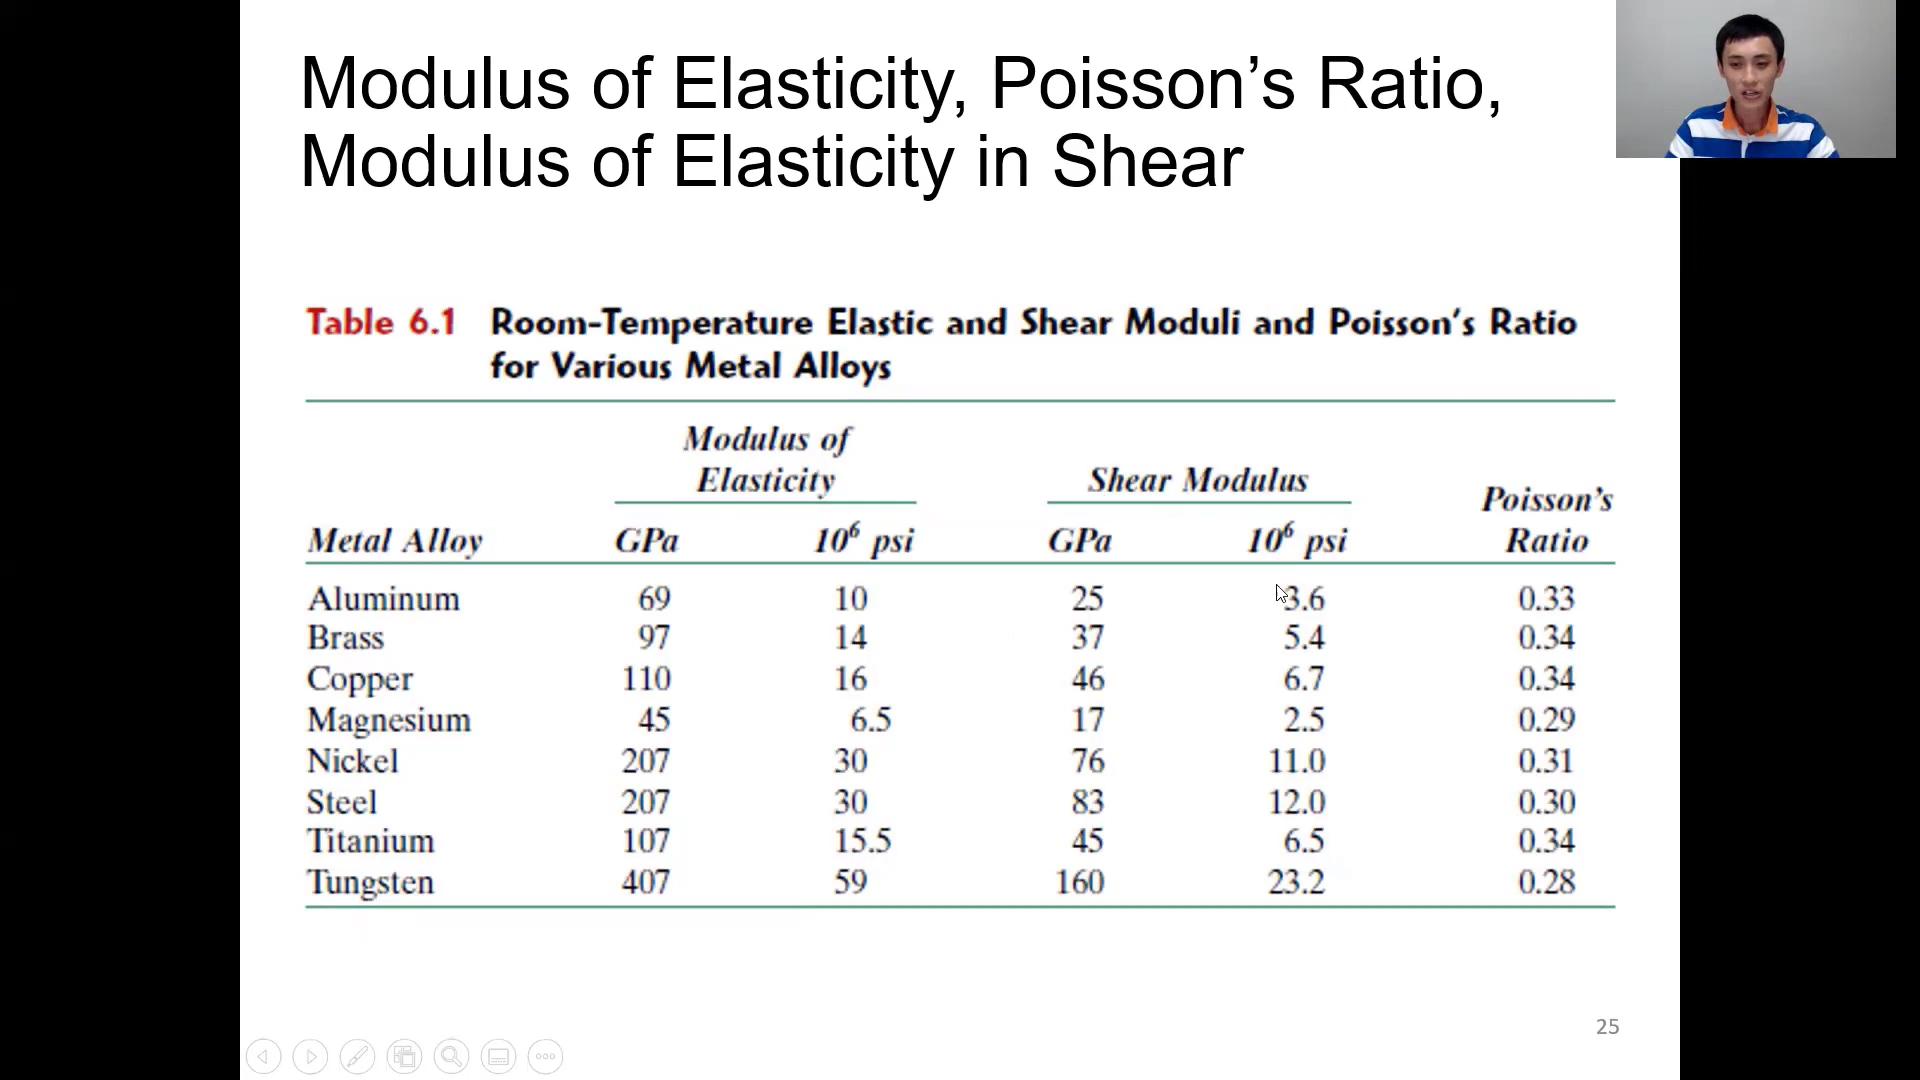 Modulus of Elasticity, Poisson’s Ratio,
Modulus of Elasticity in Shear
Table 6.1 Room-Temperature Elastic and Shear Moduli and Poisson’s Ratio
for Various Metal Alloys
Modulus of
Elasticity
Shear Modulus
Poisson’s
Metal Alloy GPa 10⁶ psi GPa 10⁶ psi Ratio
Aluminum 69 10 25 3.6 0.33
Brass 97 14 37 5.4 0.34
Copper 110 16 46 6.7 0.34
Magnesium 45 6.5 17 2.5 0.29
Nickel 207 30 76 11.0 0.31
Steel 207 30 83 12.0 0.30
Titanium 107 15.5 45 6.5 0.34
Tungsten 407 59 160 23.2 0.28
25